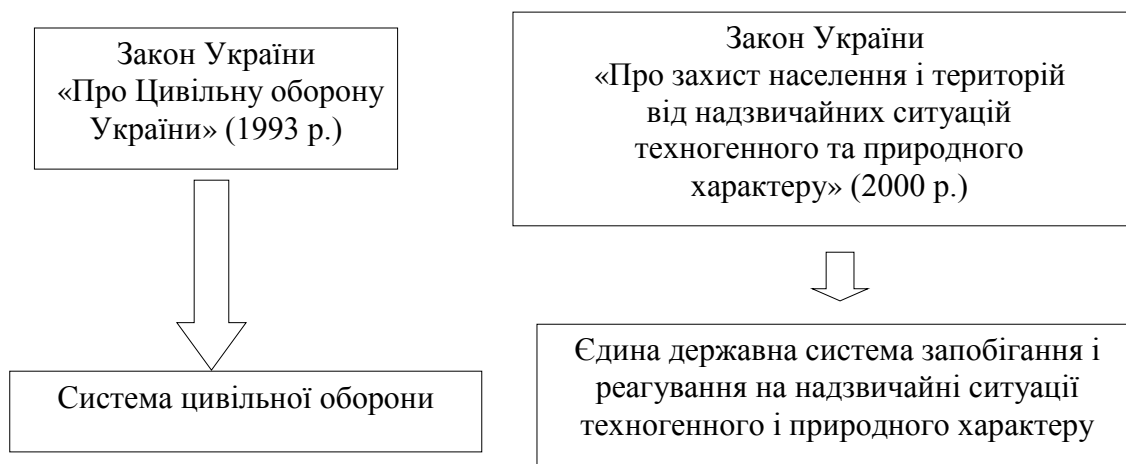 Закон України
«Про Цивільну оборону
України» (1993 р.)
Закон України
«Про захист населення і територій
від надзвичайних ситуацій
техногенного та природного
характеру» (2000 р.)
Система цивільної оборони
Єдина державна система запобігання і
реагування на надзвичайні ситуації
техногенного і природного характеру